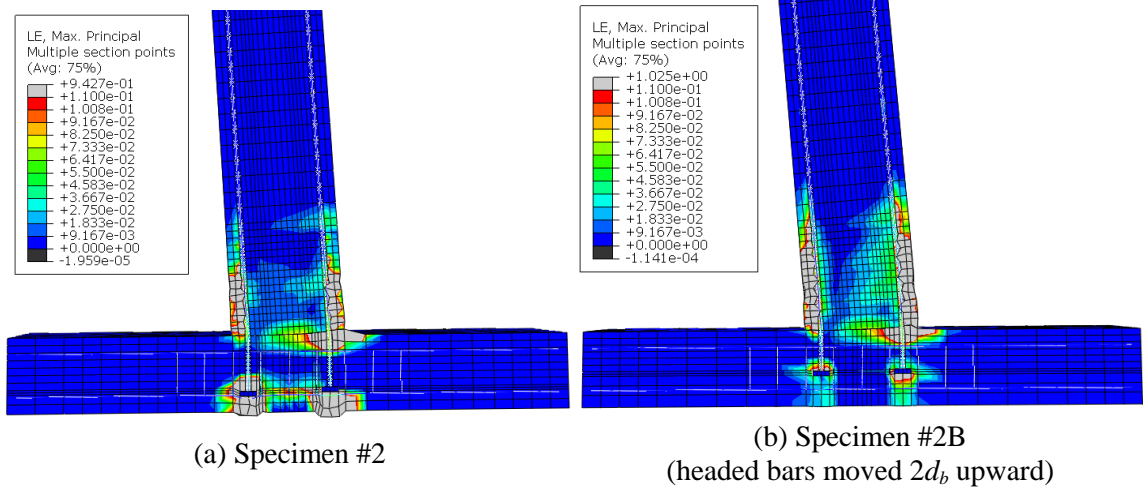 LE, Max. Principal
Multiple section points
(Avg: 75%)
+9.427e-01
+1.100e-01
+1.008e-01
+9.167e-02
+8.250e-02
+7.333e-02
+6.417e-02
+5.500e-02
+4.583e-02
+3.667e-02
+2.750e-02
+1.833e-02
+9.167e-03
+0.000e+00
-1.959e-05
(a) Specimen #2
LE, Max. Principal
Multiple section points
(Avg: 75%)
+1.025e+00
+1.100e-01
+1.008e-01
+9.167e-02
+8.250e-02
+7.333e-02
+6.417e-02
+5.500e-02
+4.583e-02
+3.667e-02
+2.750e-02
+1.833e-02
+9.167e-03
+0.000e+00
-1.141e-04
(b) Specimen #2B
(headed bars moved 2d_b upward)